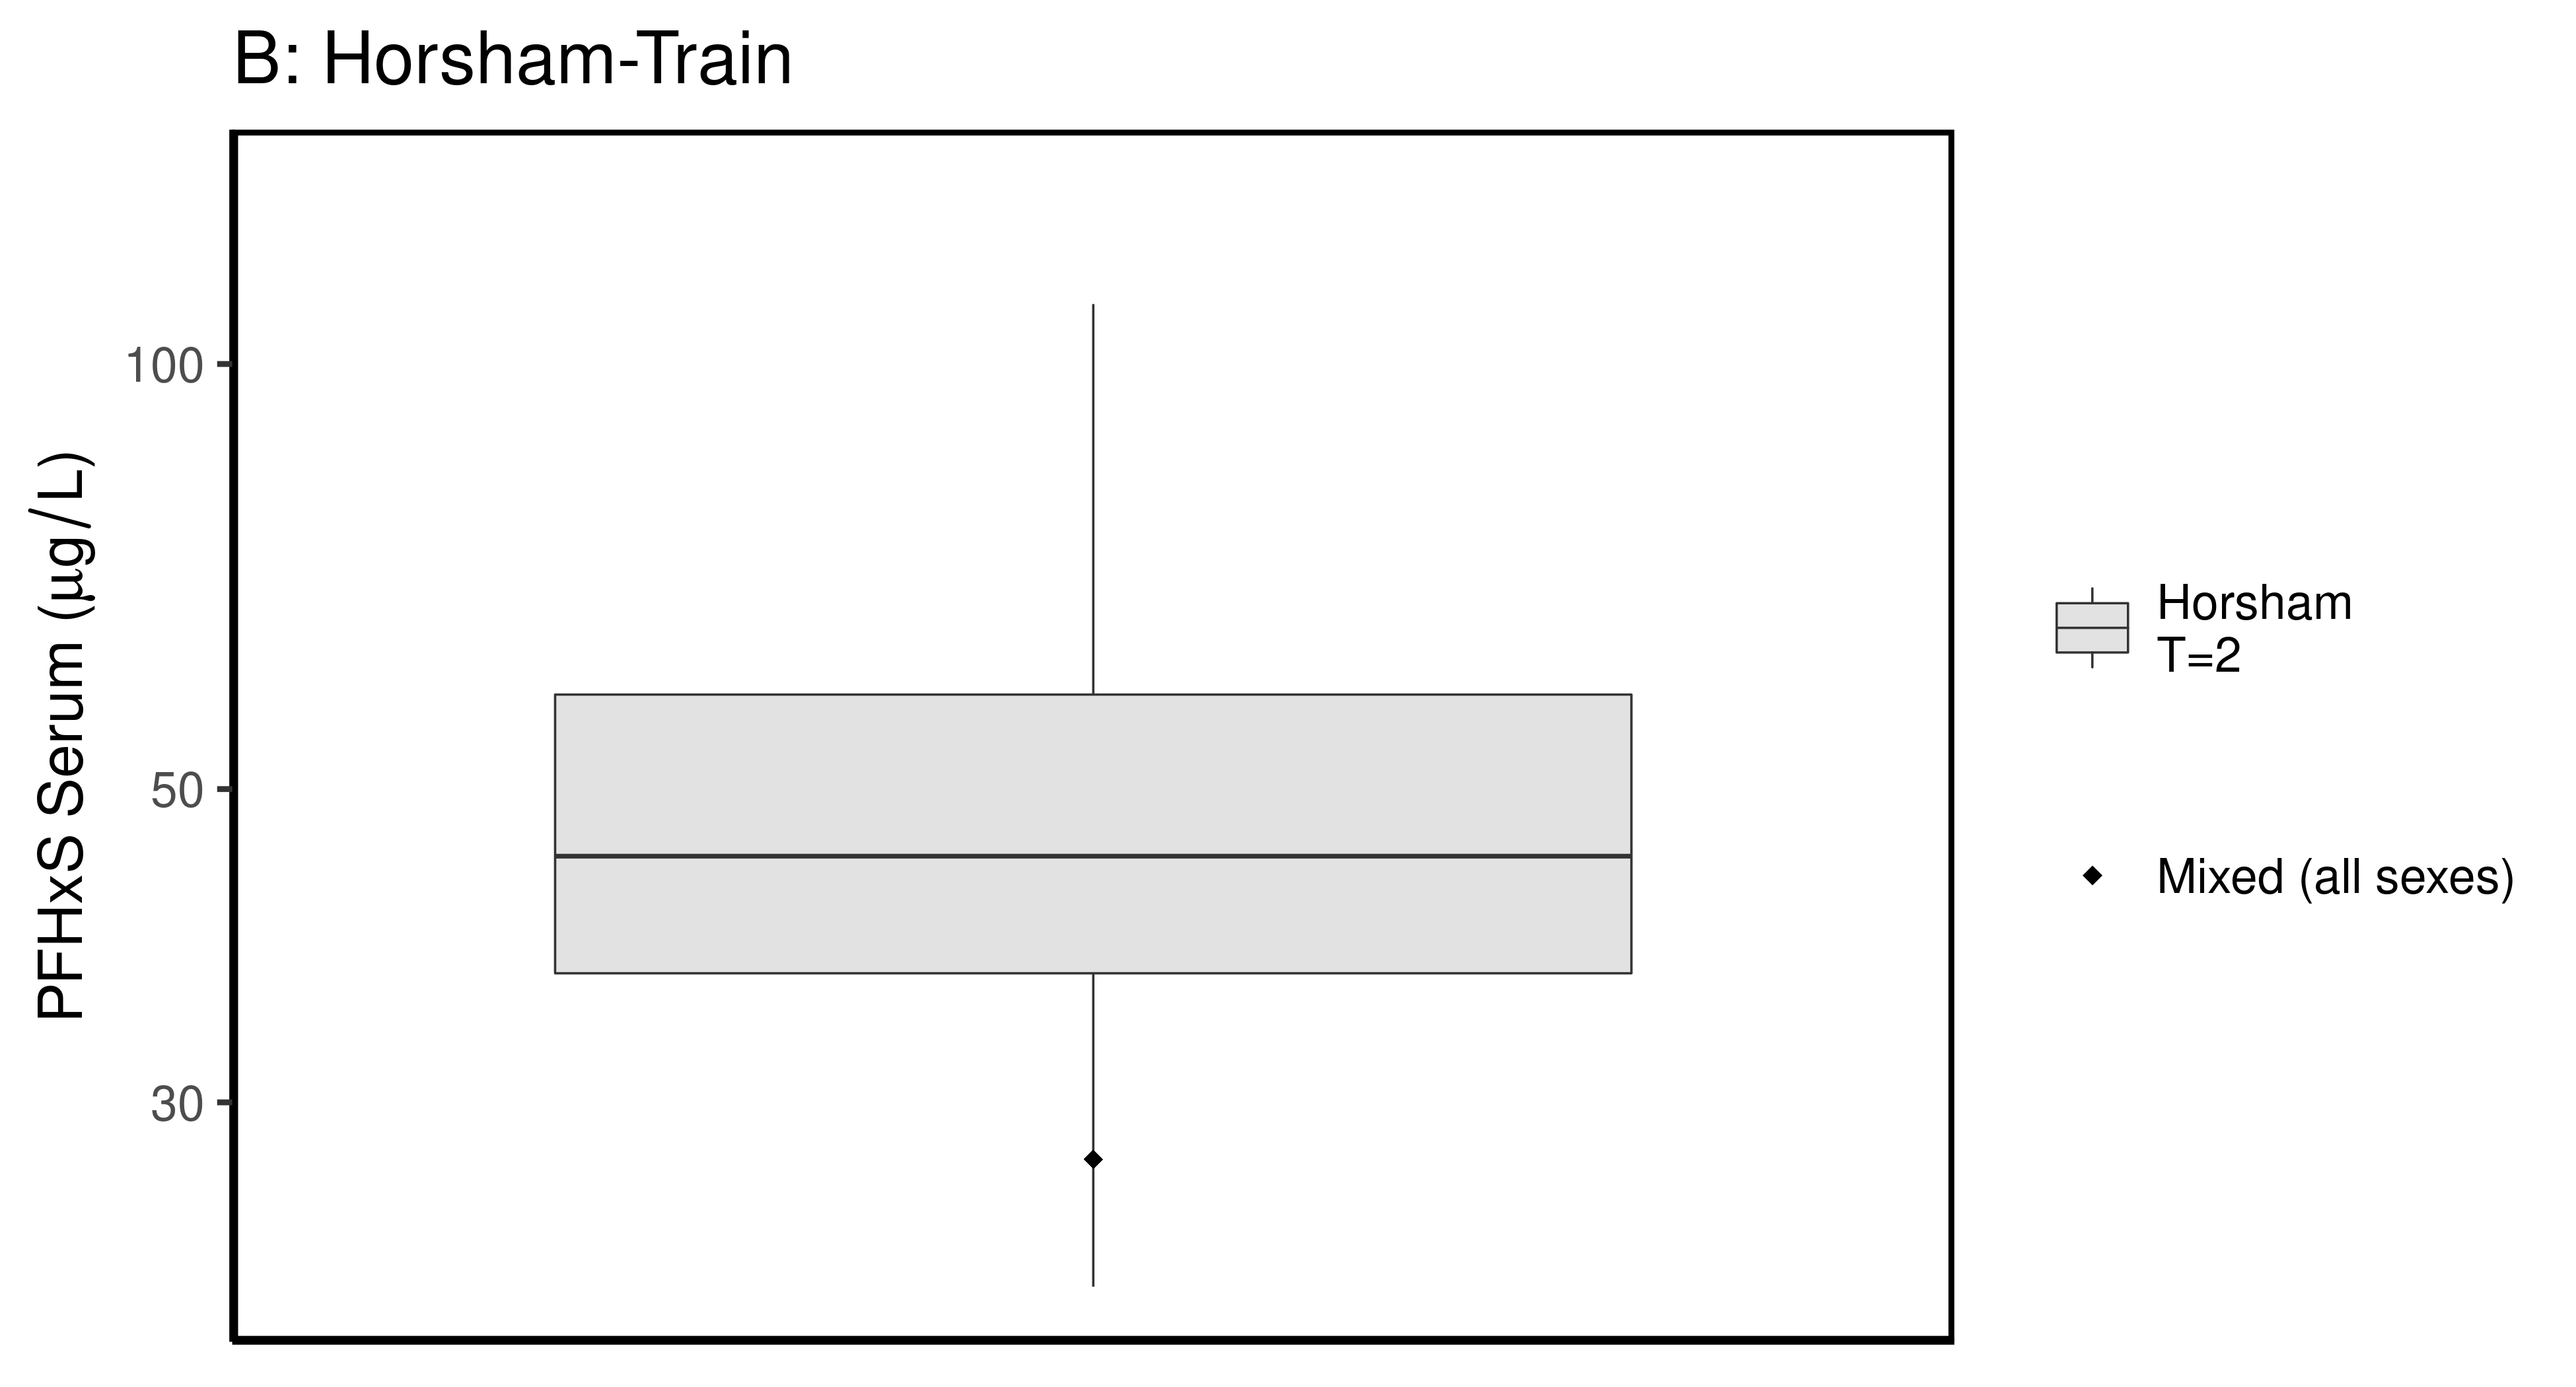 B: Horsham-Train
PFHxS Serum (μg/L)
100
50
30
Horsham
T=2
Mixed (all sexes)